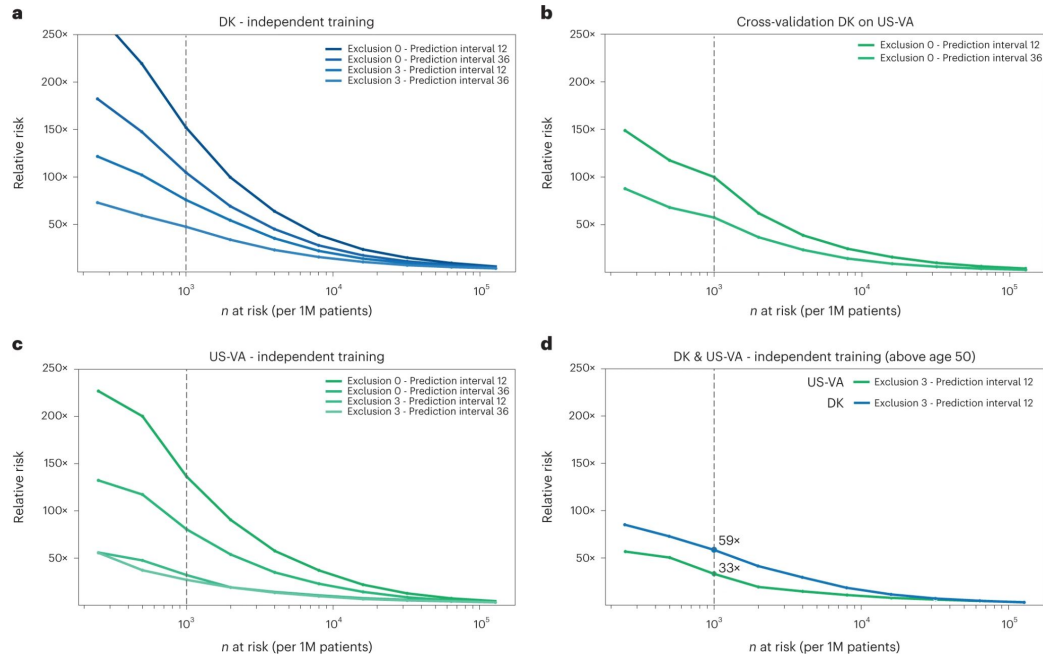 a
DK - independent training
250×
200×
150×
100×
50×
Relative risk
Exclusion 0 - Prediction interval 12
Exclusion 0 - Prediction interval 36
Exclusion 3 - Prediction interval 12
Exclusion 3 - Prediction interval 36
10³
10⁴
10⁵
n at risk (per 1M patients)
b
Cross-validation DK on US-VA
250×
200×
150×
100×
50×
Relative risk
Exclusion 0 - Prediction interval 12
Exclusion 0 - Prediction interval 36
10³
10⁴
10⁵
n at risk (per 1M patients)
c
US-VA - independent training
250×
200×
150×
100×
50×
Relative risk
Exclusion 0 - Prediction interval 12
Exclusion 0 - Prediction interval 36
Exclusion 3 - Prediction interval 12
Exclusion 3 - Prediction interval 36
10³
10⁴
10⁵
n at risk (per 1M patients)
d
DK & US-VA - independent training (above age 50)
250×
200×
150×
100×
50×
Relative risk
US-VA Exclusion 3 - Prediction interval 12
DK Exclusion 3 - Prediction interval 12
59×
33×
10³
10⁴
10⁵
n at risk (per 1M patients)